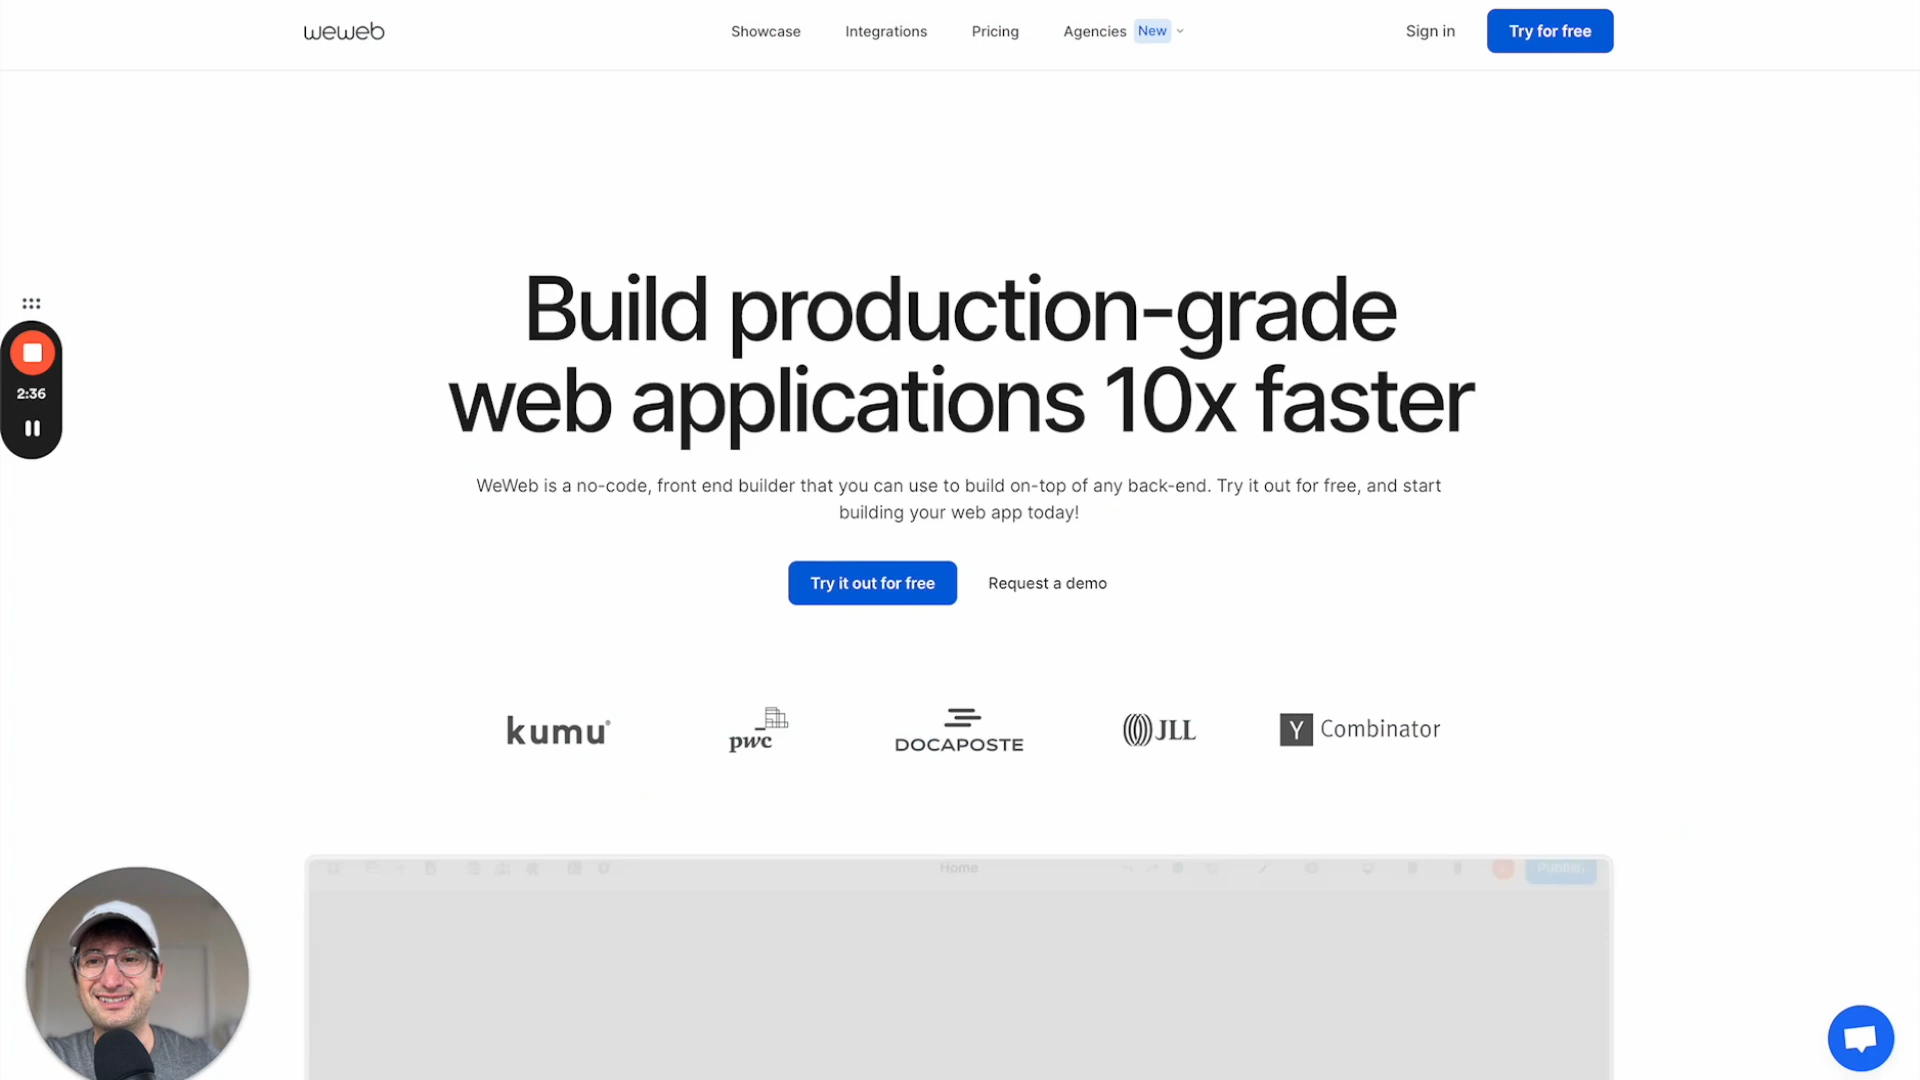 weweb
Showcase
Integrations
Pricing
Agencies New
Sign in
Try for free
Build production-grade
web applications 10x faster
WeWeb is a no-code, front end builder that you can use to build on-top of any back-end. Try it out for free, and start
building your web app today!
Try it out for free
Request a demo
2:36
kumu
pwc
DOCAPOSTE
JLL
Y Combinator
Home
Publish